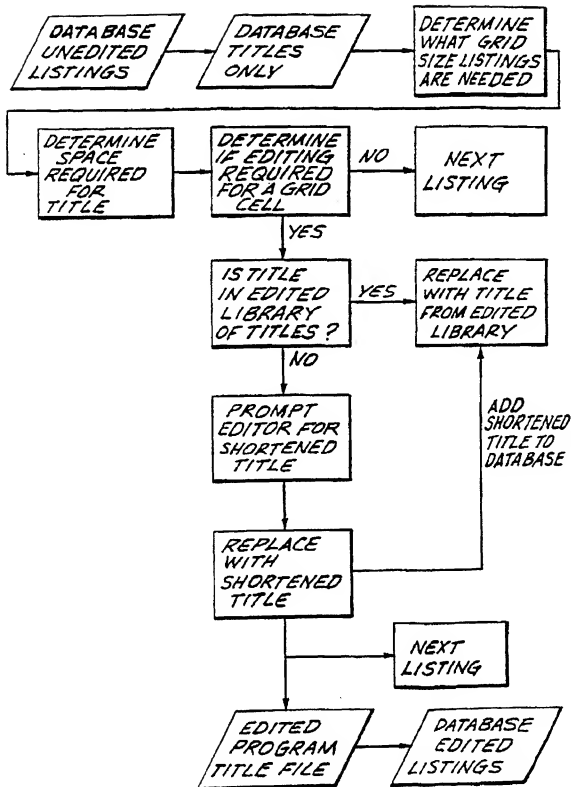 DATABASE
UNEDITED
LISTINGS
DATABASE
TITLES
ONLY
DETERMINE
WHAT GRID
SIZE LISTINGS
ARE NEEDED
DETERMINE
SPACE
REQUIRED
FOR
TITLE
DETERMINE
IF EDITING
REQUIRED
FOR A GRID
CELL
NO
NEXT
LISTING
YES
IS TITLE
IN EDITED
LIBRARY
OF TITLES?
YES
REPLACE
WITH TITLE
FROM EDITED
LIBRARY
NO
PROMPT
EDITOR FOR
SHORTENED
TITLE
ADD
SHORTENED
TITLE TO
DATABASE
REPLACE
WITH
SHORTENED
TITLE
NEXT
LISTING
EDITED
PROGRAM
TITLE FILE
DATABASE
EDITED
LISTINGS